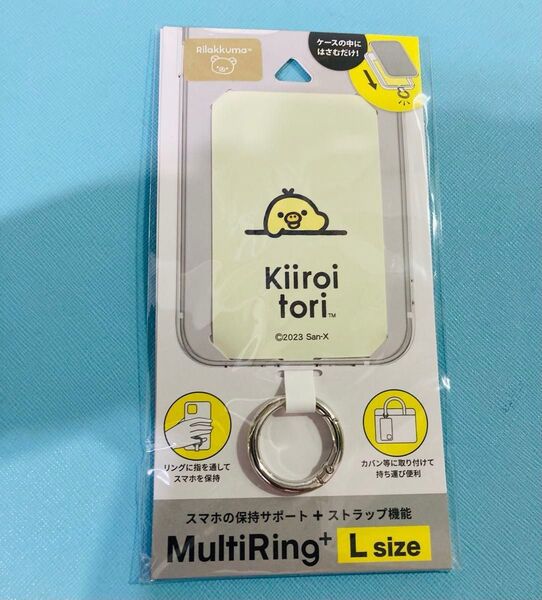 Rilakkuma™
ケースの中に
はさむだけ!
Kiiroi
tori™
©2023 San-X
リングに指を通して
スマホを保持
カバン等に取り付けて
持ち運び便利
スマホの保持サポート + ストラップ機能
MultiRing+ L size